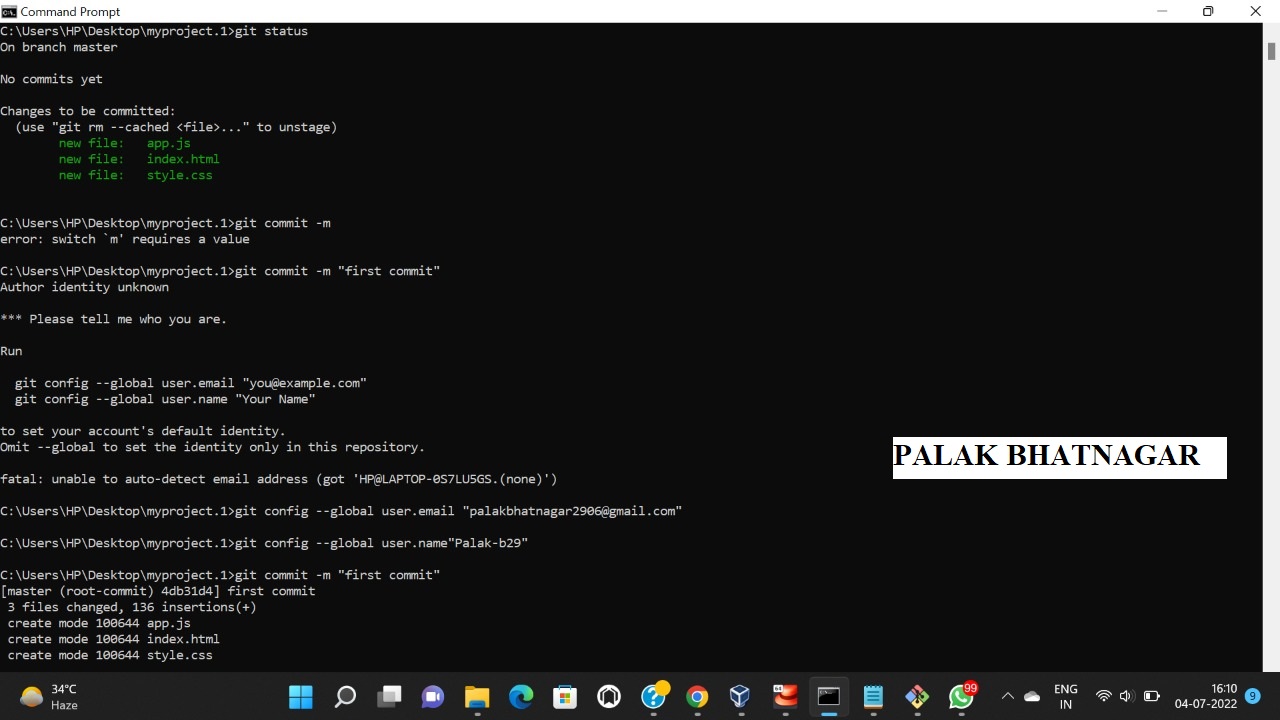 Command Prompt
C:\Users\HP\Desktop\myproject.1>git status
On branch master
No commits yet
Changes to be committed:
(use "git rm --cached <file>..." to unstage)
new file: app.js
new file: index.html
new file: style.css
C:\Users\HP\Desktop\myproject.1>git commit -m
error: switch `m' requires a value
C:\Users\HP\Desktop\myproject.1>git commit -m "first commit"
Author identity unknown
*** Please tell me who you are.
Run
git config --global user.email "you@example.com"
git config --global user.name "Your Name"
to set your account's default identity.
Omit --global to set the identity only in this repository.
PALAK BHATNAGAR
fatal: unable to auto-detect email address (got 'HP@LAPTOP-0S7LU5GS.(none)')
C:\Users\HP\Desktop\myproject.1>git config --global user.email "palakbhatnagar2906@gmail.com"
C:\Users\HP\Desktop\myproject.1>git config --global user.name"Palak-b29"
C:\Users\HP\Desktop\myproject.1>git commit -m "first commit"
[master (root-commit) 4db31d4] first commit
3 files changed, 136 insertions(+)
create mode 100644 app.js
create mode 100644 index.html
create mode 100644 style.css
34°C
Haze
99
ENG
IN
16:10
04-07-2022
9